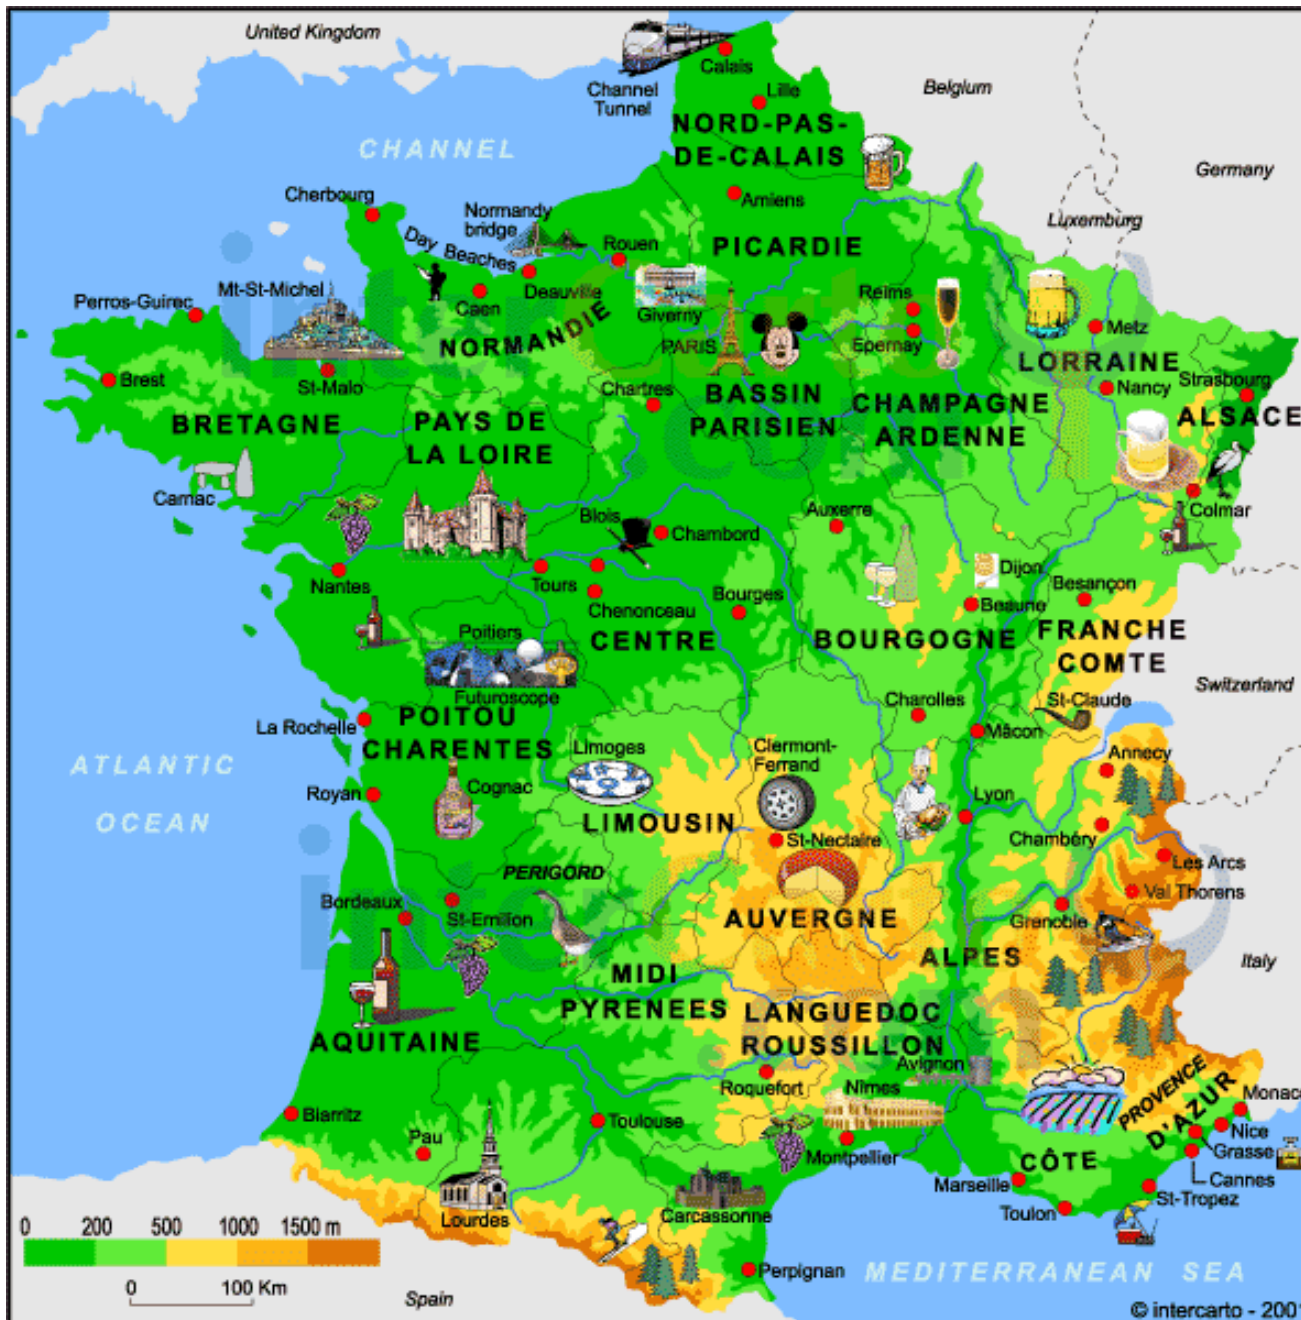 United Kingdom
Calais
Channel
Tunnel
Lille
Belgium
NORD-PAS-
DE-CALAIS
CHANNEL
Germany
Cherbourg
Amiens
Normandy
bridge
Luxemburg
Day Beaches
Rouen
PICARDIE
Mt-St-Michel
Deauville
Perros-Guirec
Caen
Giverny
Reims
NORMANDIE
PARIS
Epernay
Metz
LORRAINE
Brest
St-Malo
Chartres
BASSIN
PARISIEN
CHAMPAGNE
ARDENNE
Nancy
Strasbourg
ALSACE
BRETAGNE
PAYS DE
LA LOIRE
inter Carto
.com
Carnac
Blois
Chambord
Auxerre
Colmar
Nantes
Tours
Chenonceau
Bourges
Dijon
Beaune
Besançon
Poitiers
CENTRE
BOURGOGNE
FRANCHE
COMTE
Futuroscope
Switzerland
La Rochelle
POITOU
CHARENTES
Charolles
St-Claude
Mâcon
ATLANTIC
OCEAN
Limoges
Clermont-
Ferrand
Annecy
Royan
Cognac
LIMOUSIN
Lyon
St-Nectaire
Chambéry
PERIGORD
Les Arcs
Val Thorens
Bordeaux
St-Emilion
AUVERGNE
Grenoble
ALPES
Italy
MIDI
PYRENEES
LANGUEDOC
ROUSSILLON
AQUITAINE
Avignon
Roquefort
Nîmes
PROVENCE
D'AZUR
Monaco
Biarritz
Toulouse
Nice
Pau
Montpellier
Grasse
CÔTE
Cannes
Marseille
St-Tropez
Lourdes
Carcassonne
Toulon
0 200 500 1000 1500 m
0 100 Km
Perpignan
MEDITERRANEAN SEA
Spain
© intercarto - 2001